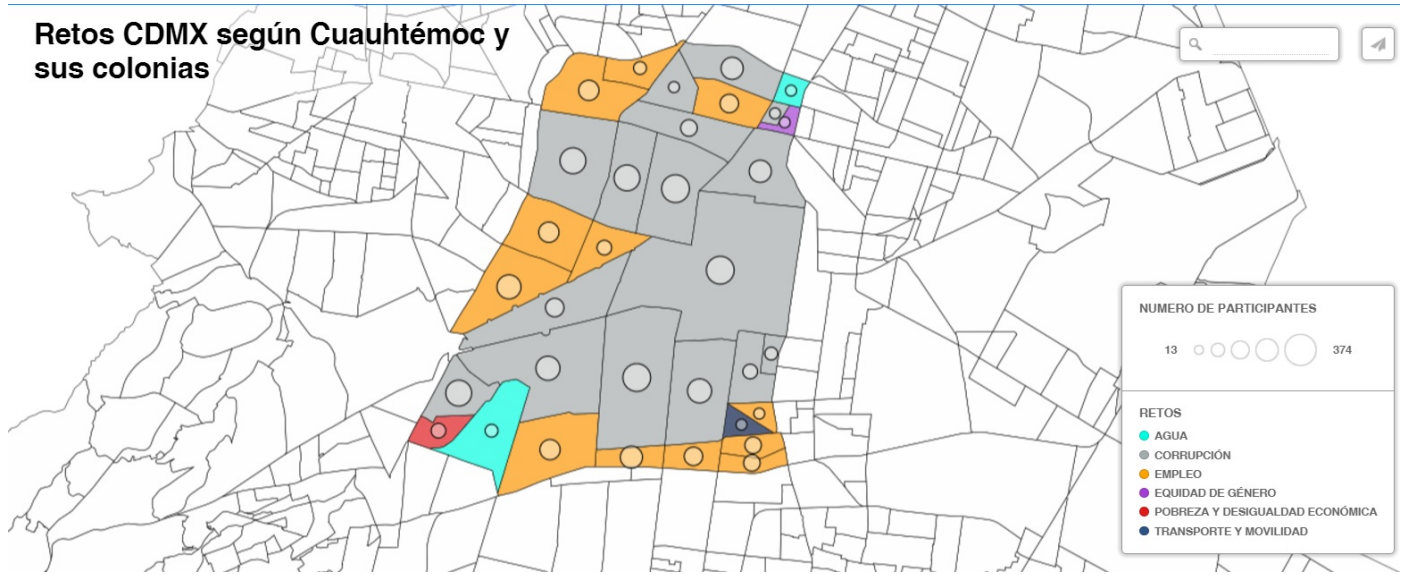 Retos CDMX según Cuauhtémoc y
sus colonias
NUMERO DE PARTICIPANTES
13 374
RETOS
AGUA
CORRUPCIÓN
EMPLEO
EQUIDAD DE GÉNERO
POBREZA Y DESIGUALDAD ECONÓMICA
TRANSPORTE Y MOVILIDAD